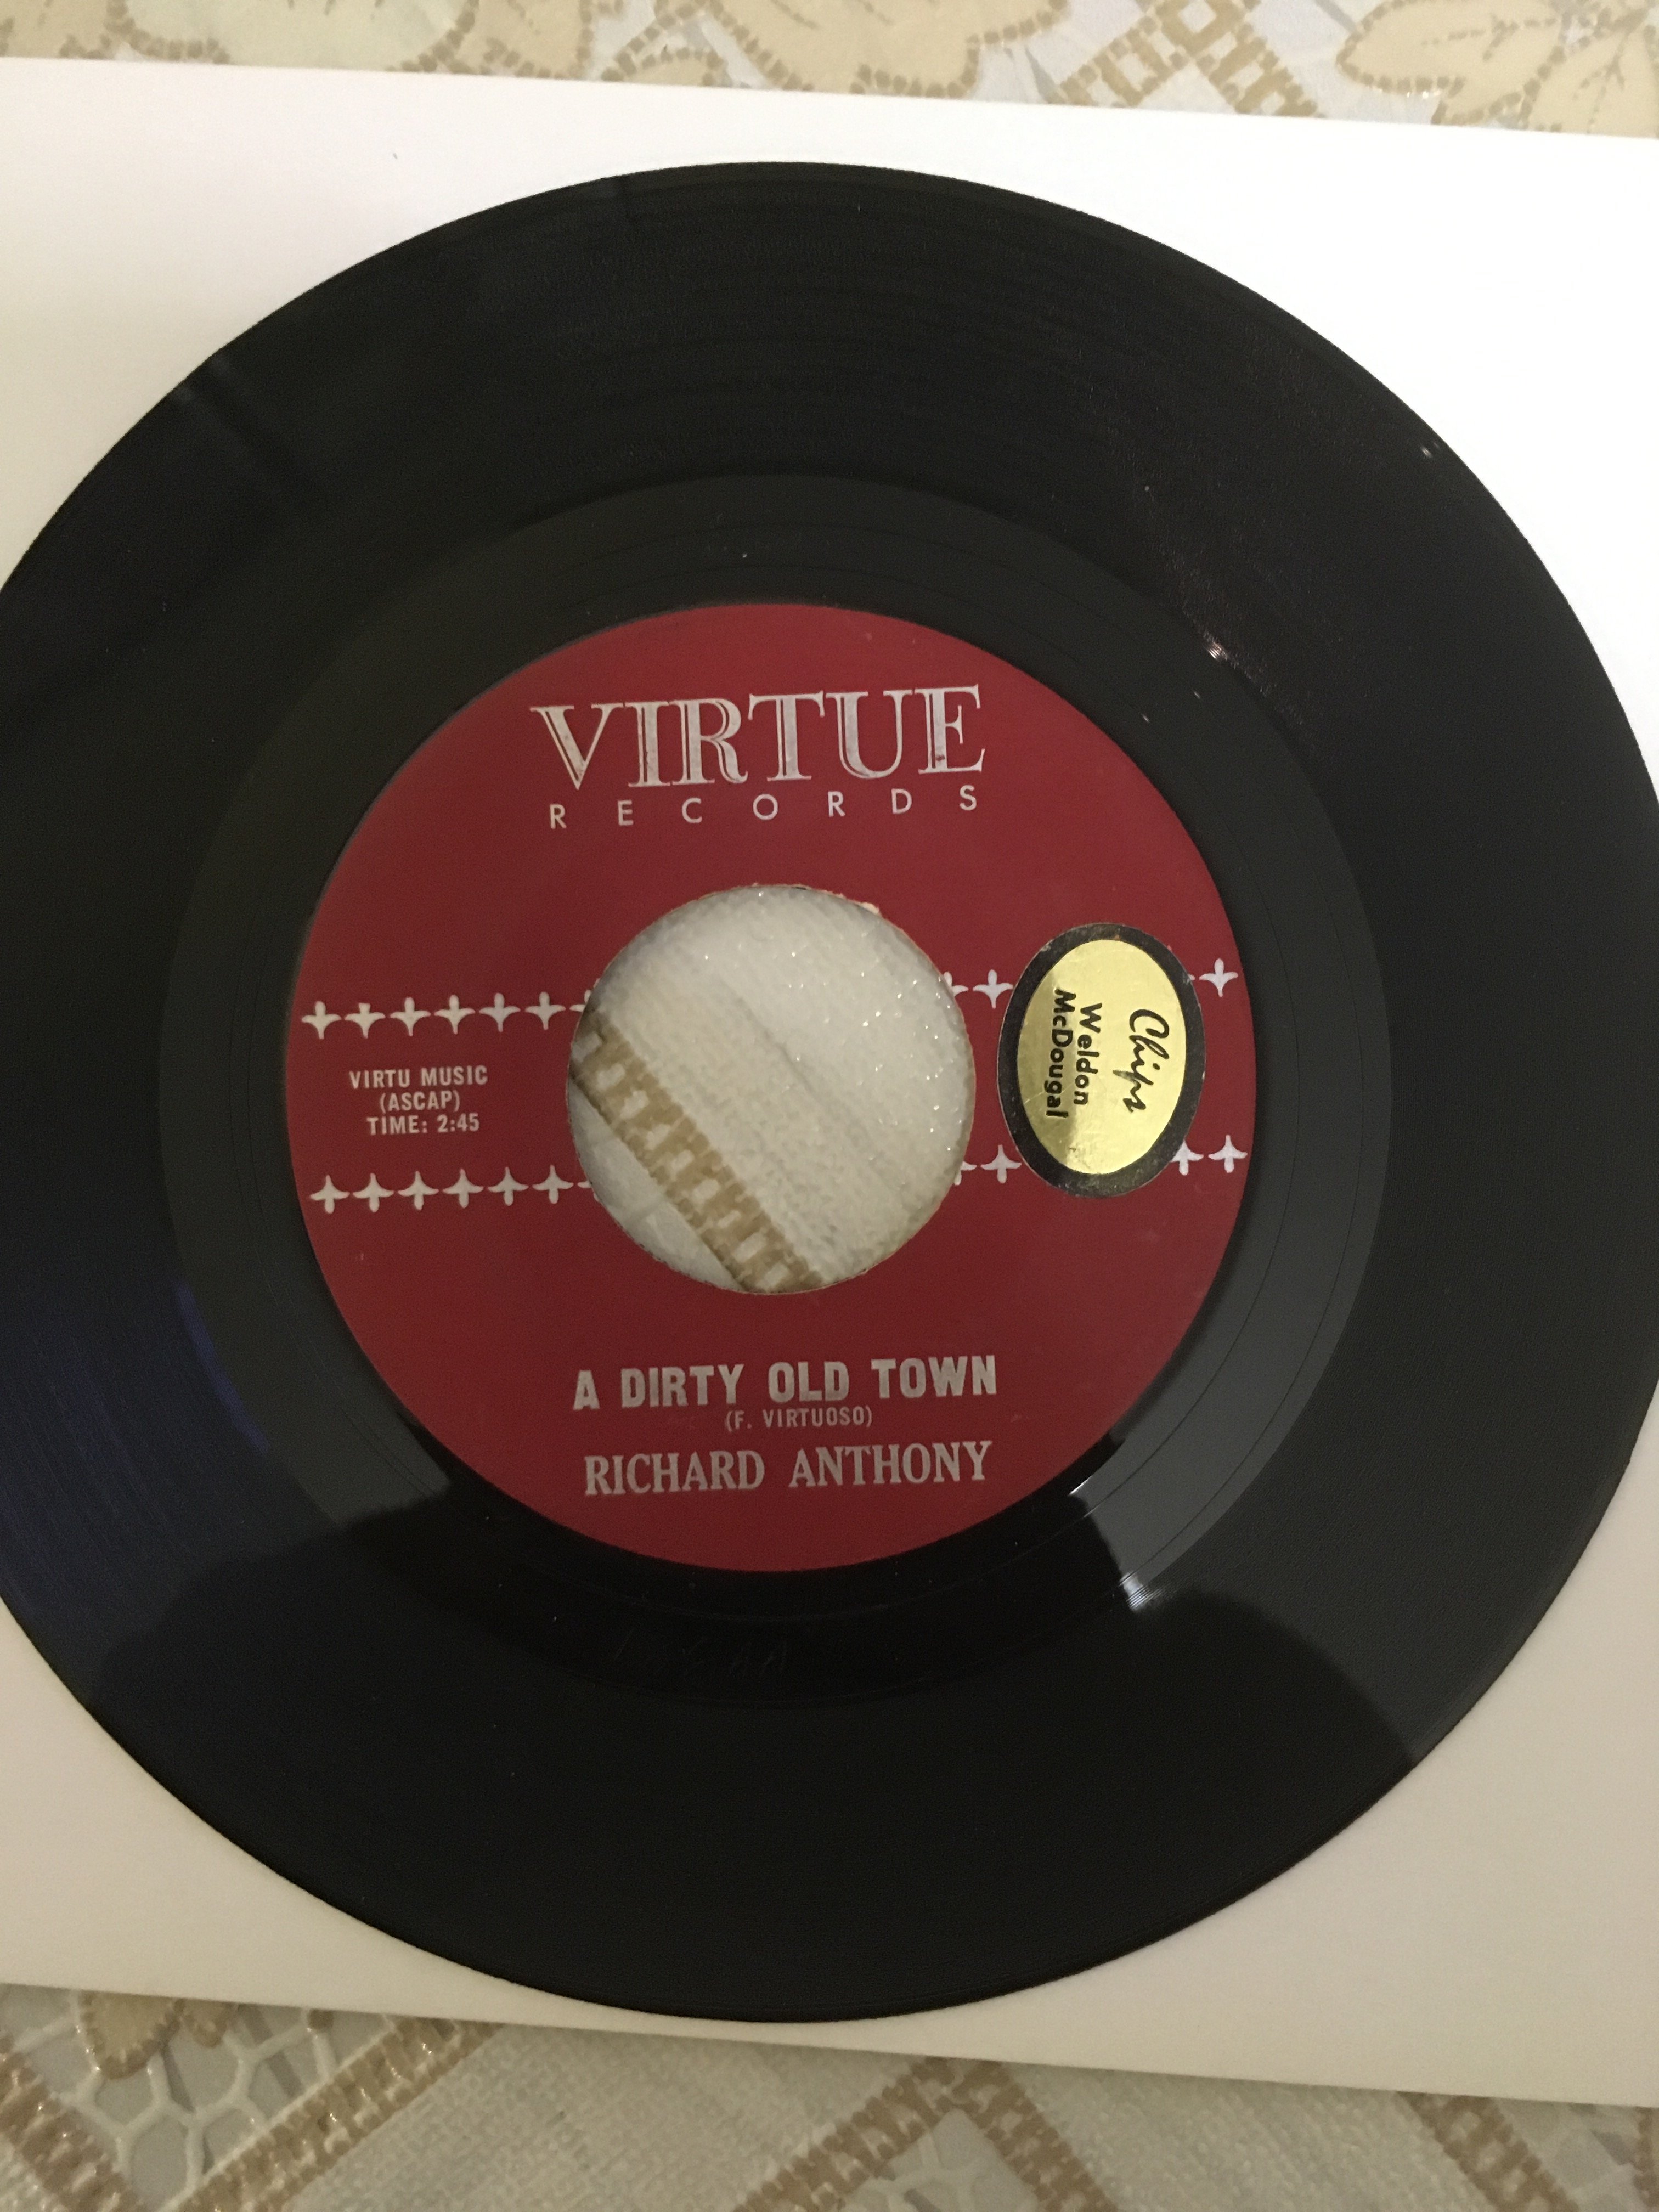 VIRTUE
RECORDS
VIRTU MUSIC
(ASCAP)
TIME: 2:45
Chips
Weldon
McDougal
A DIRTY OLD TOWN
(F. VIRTUOSO)
RICHARD ANTHONY